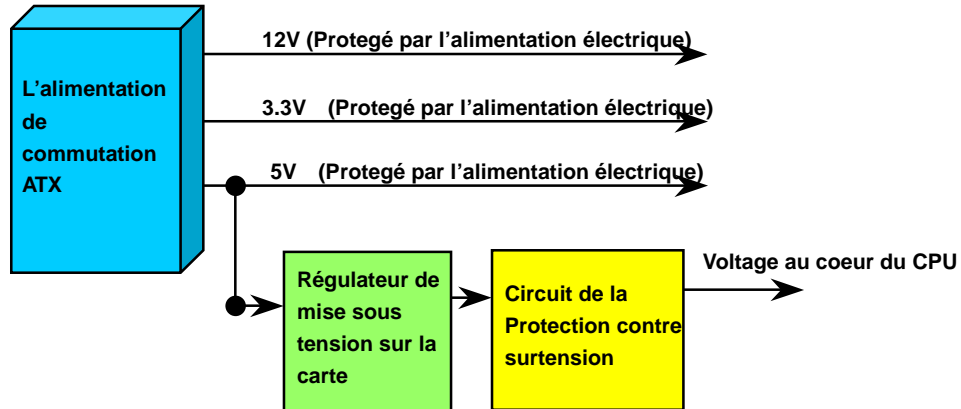 12V (Protegé par l'alimentation électrique)
L'alimentation
de
commutation
ATX
3.3V (Protegé par l'alimentation électrique)
5V (Protegé par l'alimentation électrique)
Régulateur de
mise sous
tension sur la
carte
Circuit de la
Protection contre
surtension
Voltage au coeur du CPU